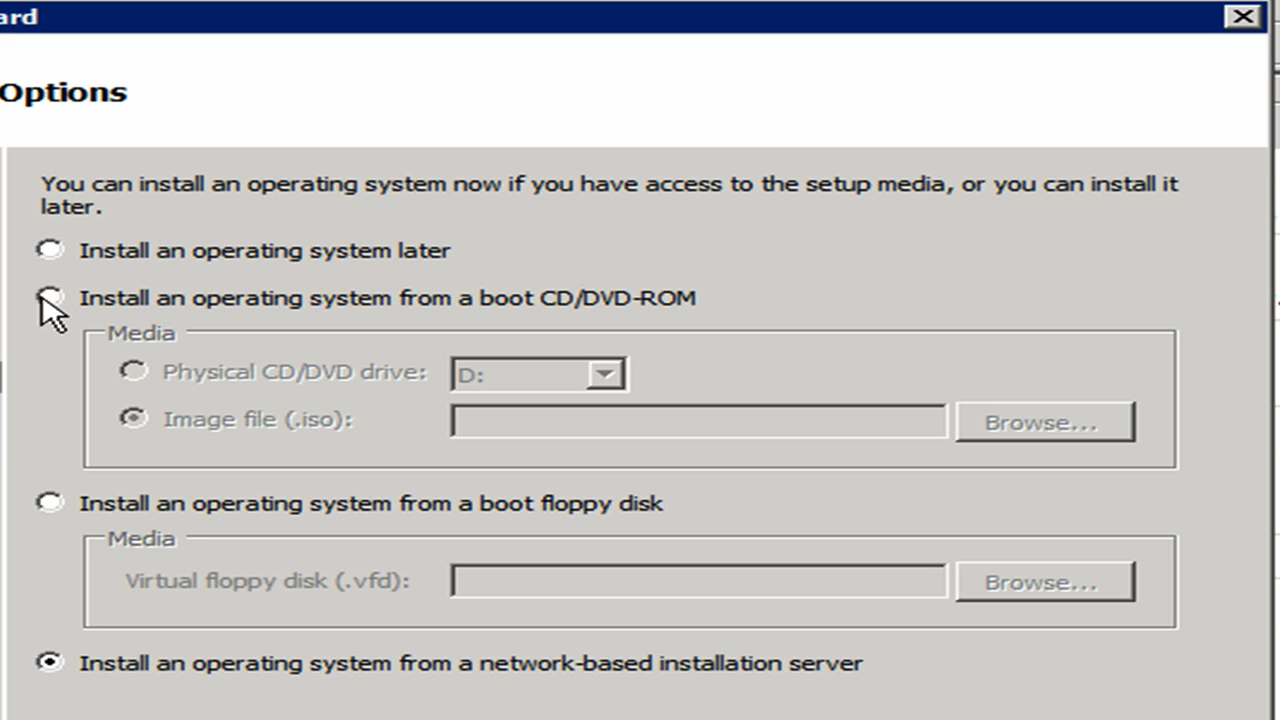 ard
Options
You can install an operating system now if you have access to the setup media, or you can install it
later.
Install an operating system later
Install an operating system from a boot CD/DVD-ROM
Media
Physical CD/DVD drive: D:
Image file (.iso): Browse...
Install an operating system from a boot floppy disk
Media
Virtual floppy disk (.vfd): Browse...
Install an operating system from a network-based installation server